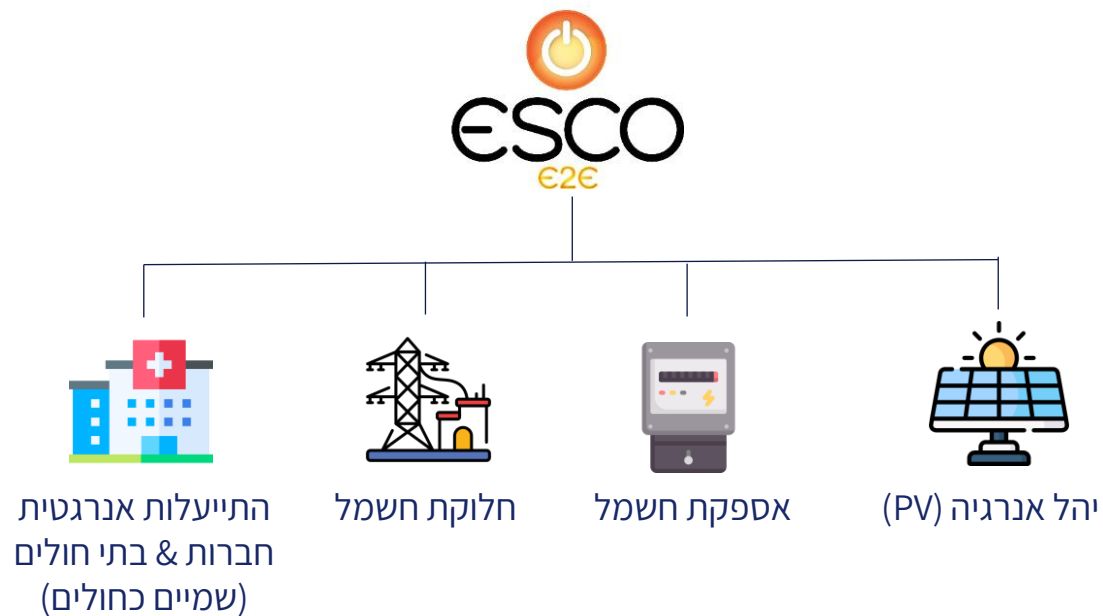 ESCO
E2E
יהל אנרגיה (PV)
אספקת חשמל
חלוקת חשמל
התייעלות אנרגטית
חברות & בתי חולים
(שמיים כחולים)